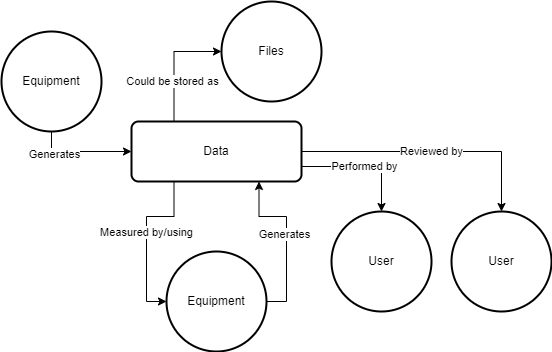 Files
Equipment
Could be stored as
Generates
Data
Reviewed by
Performed by
Measured by/using
Generates
User
User
Equipment